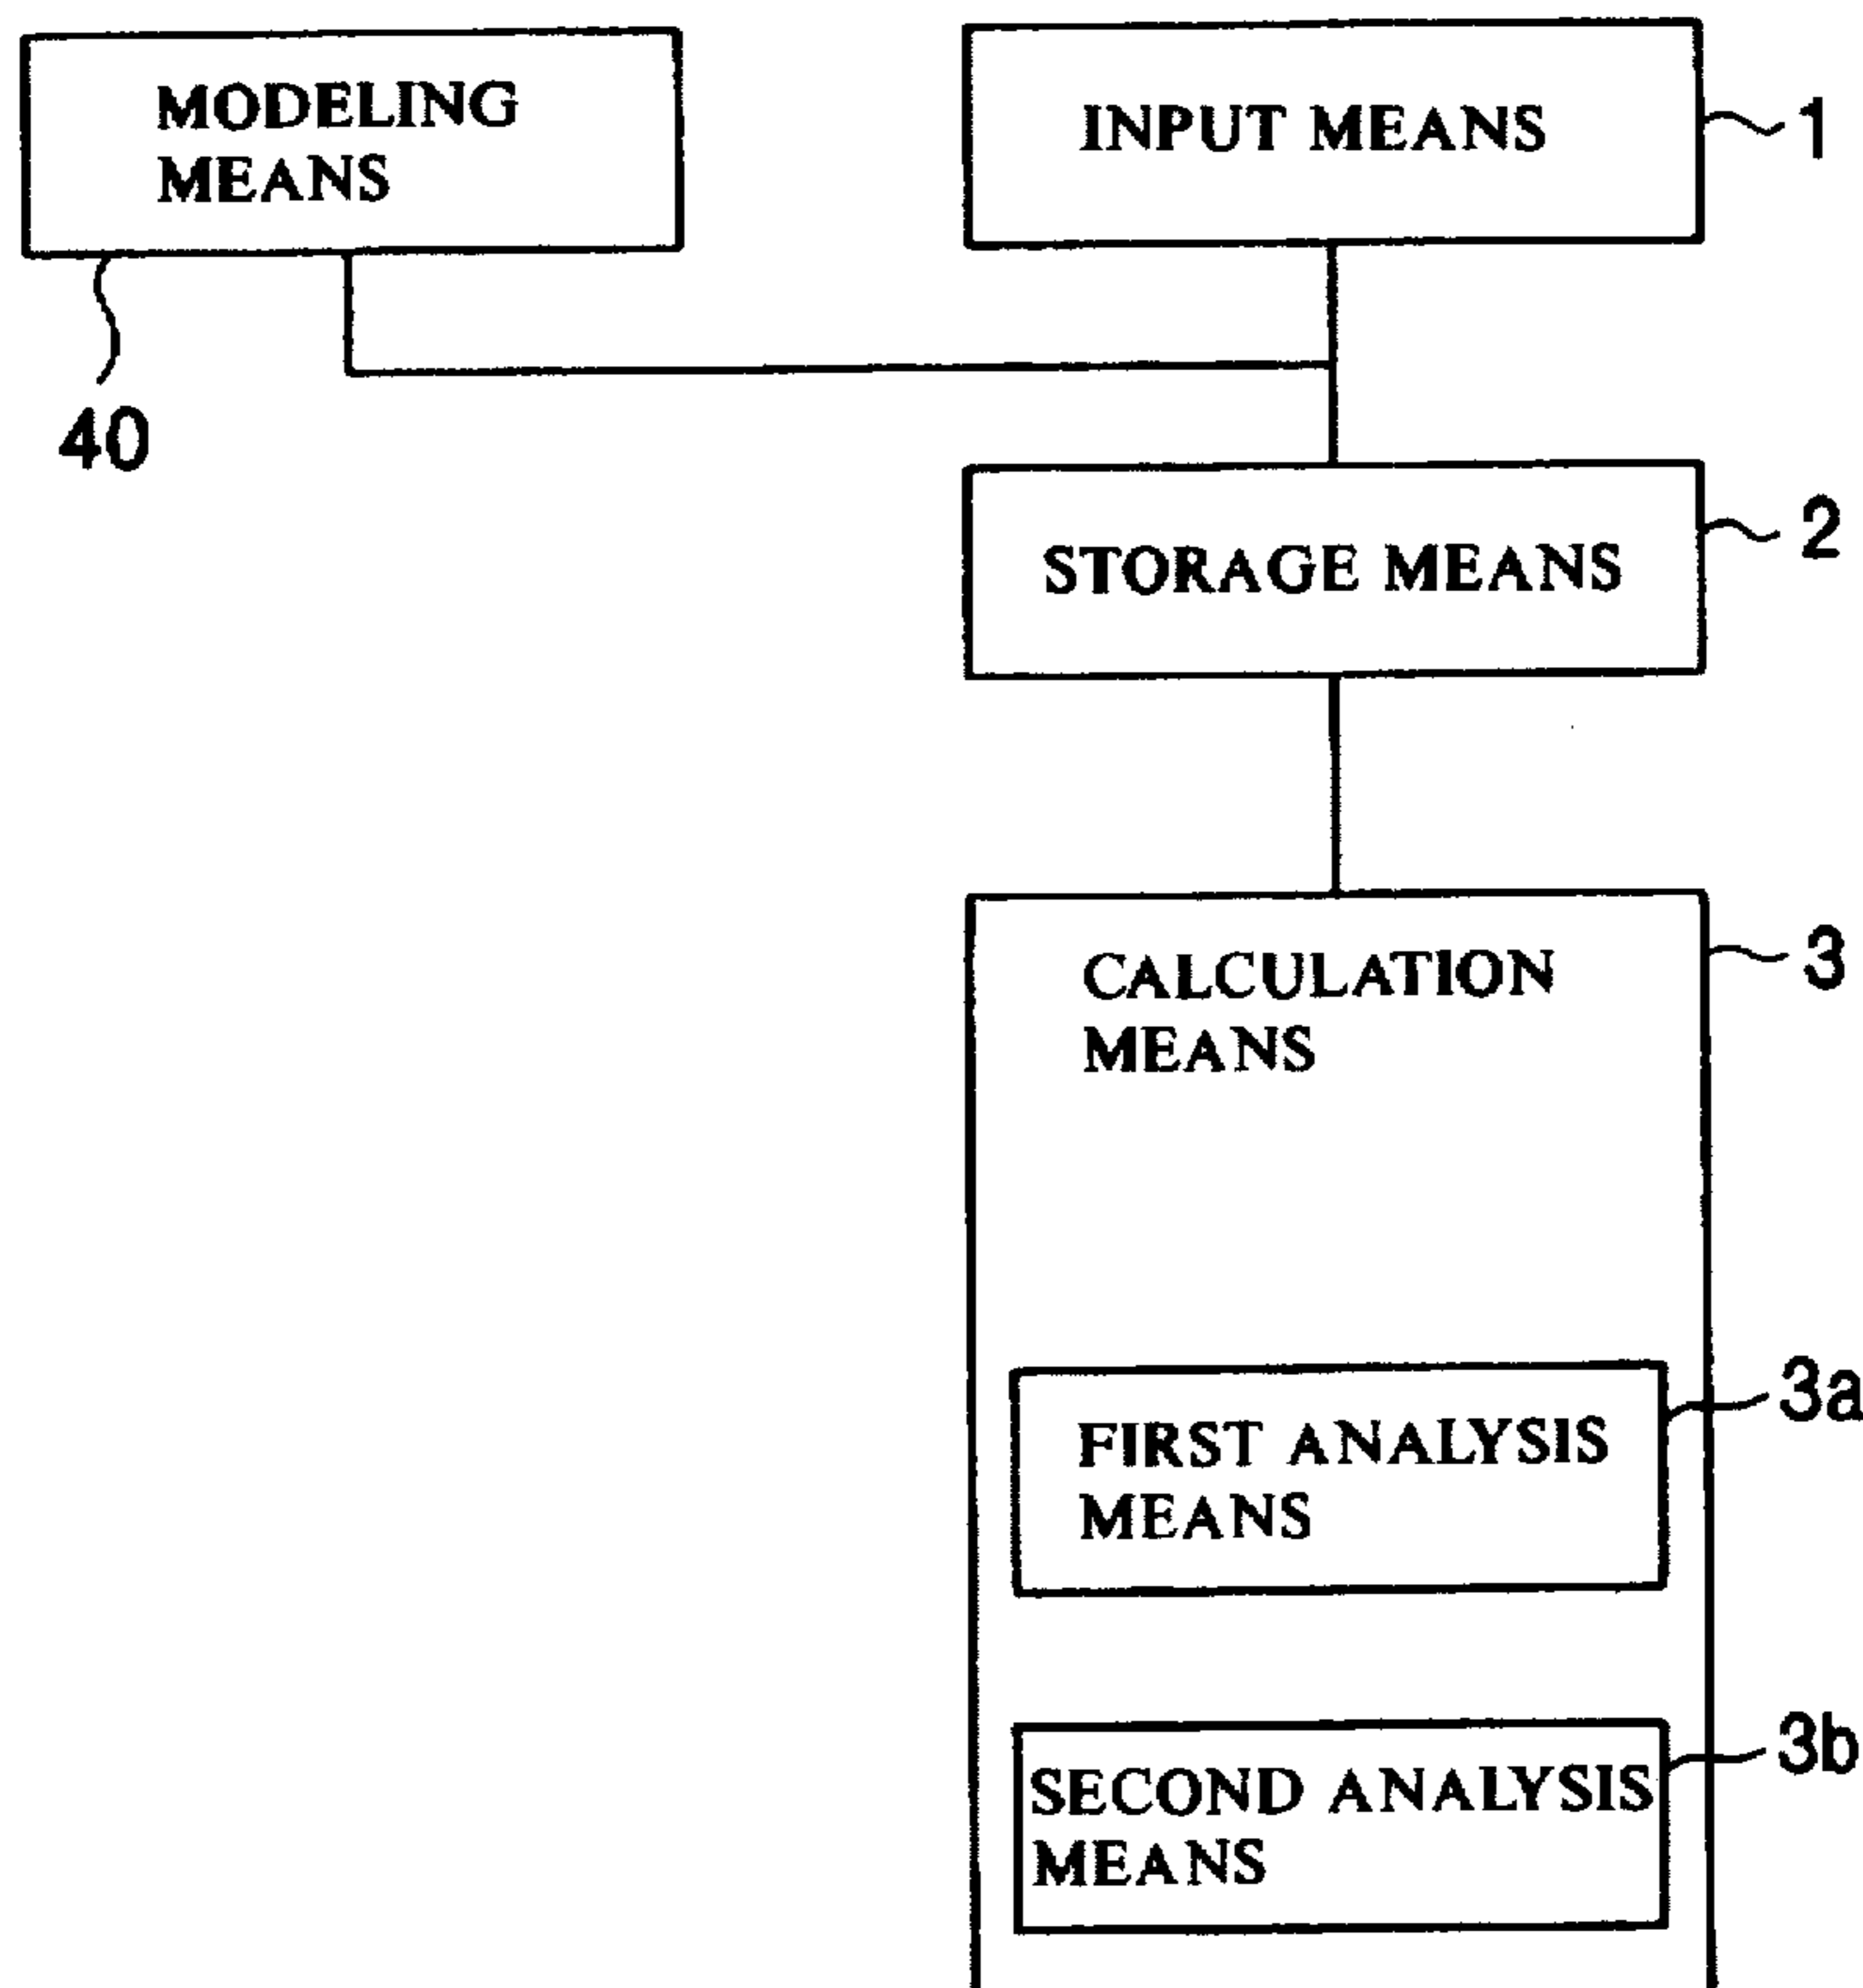 MODELING
MEANS
40
INPUT MEANS
1
STORAGE MEANS
2
CALCULATION
MEANS
3
FIRST ANALYSIS
MEANS
3a
SECOND ANALYSIS
MEANS
3b